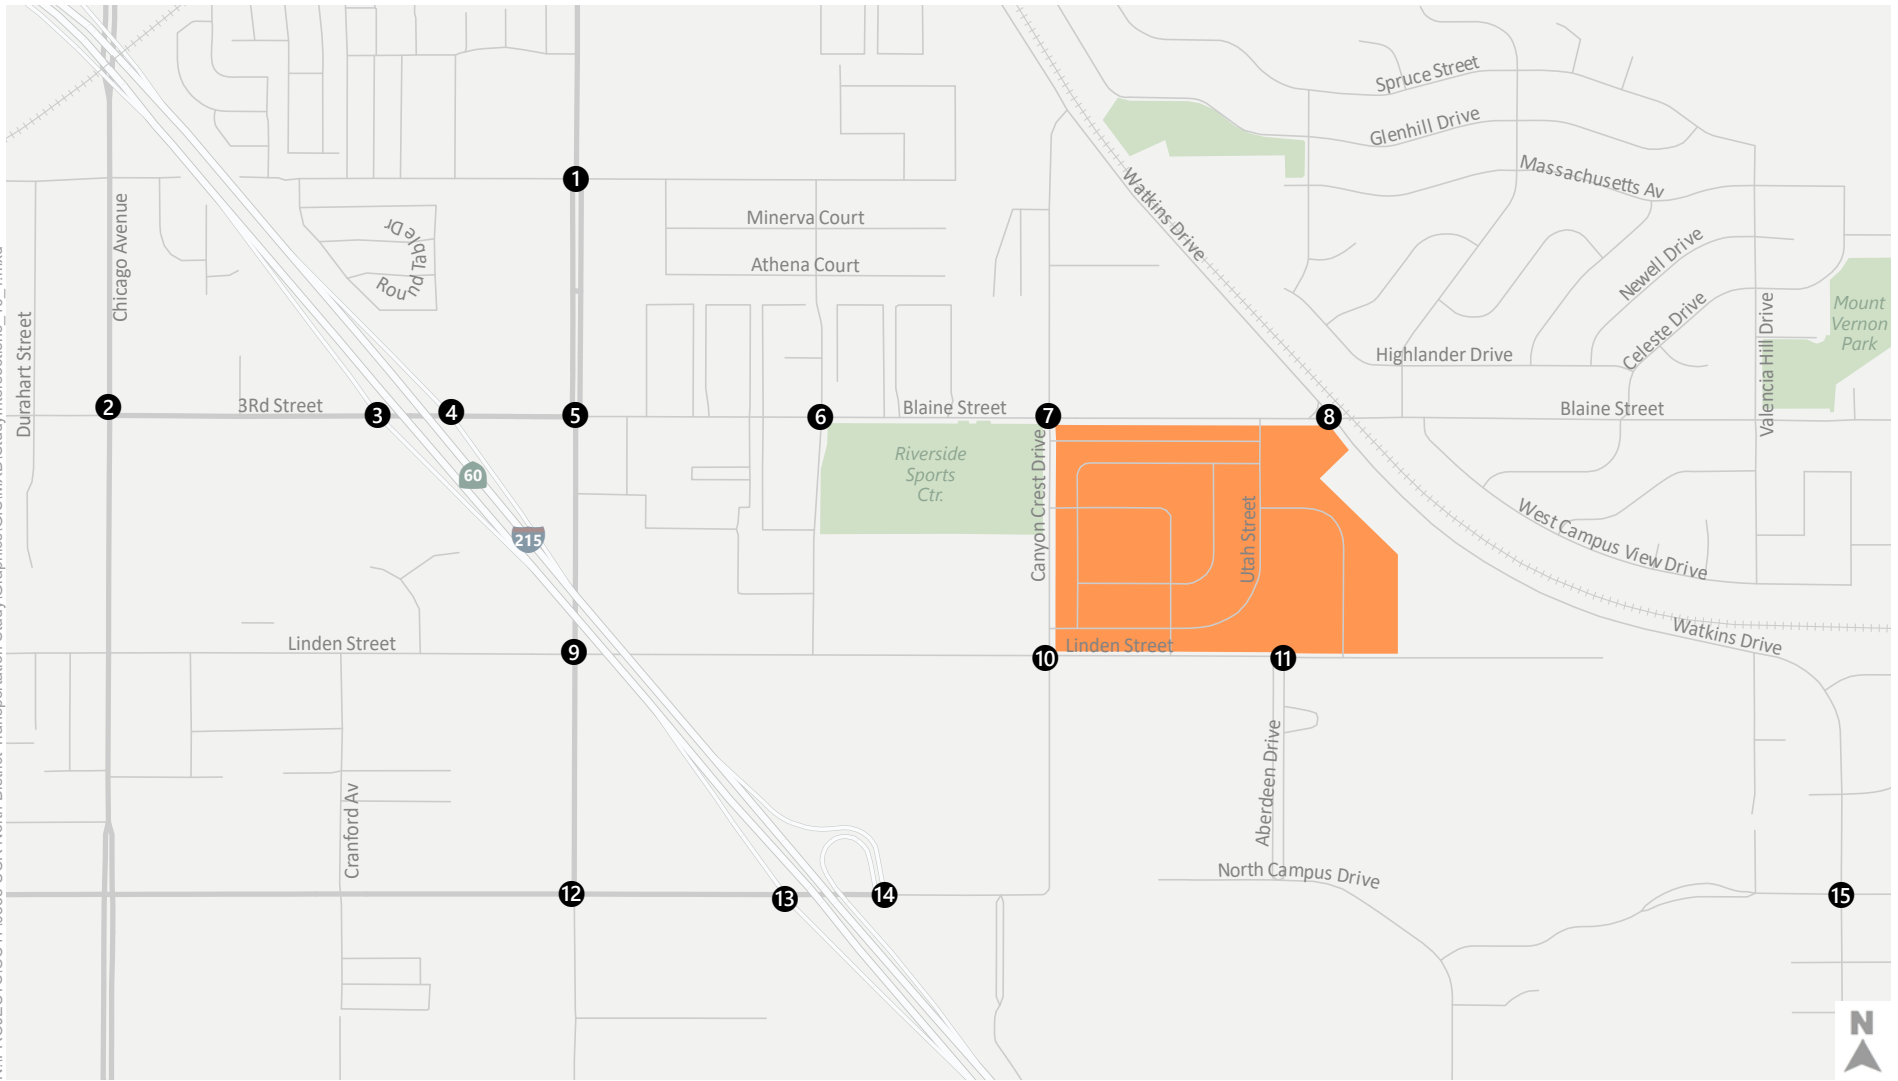 Spruce Street
Glenhill Drive
Massachusetts Av
Watkins Drive
1
Minerva Court
Athena Court
Round Table Dr
Chicago Avenue
Durahart Street
Newell Drive
Celeste Drive
Highlander Drive
Valencia Hill Drive
Mount
Vernon
Park
2
3Rd Street
3
4
5
6
Blaine Street
7
8
Blaine Street
60
215
Riverside
Sports
Ctr.
Canyon Crest Drive
Utah Street
West Campus View Drive
Watkins Drive
Linden Street
9
10
Linden Street
11
Aberdeen Drive
Cranford Av
North Campus Drive
12
13
14
15
N